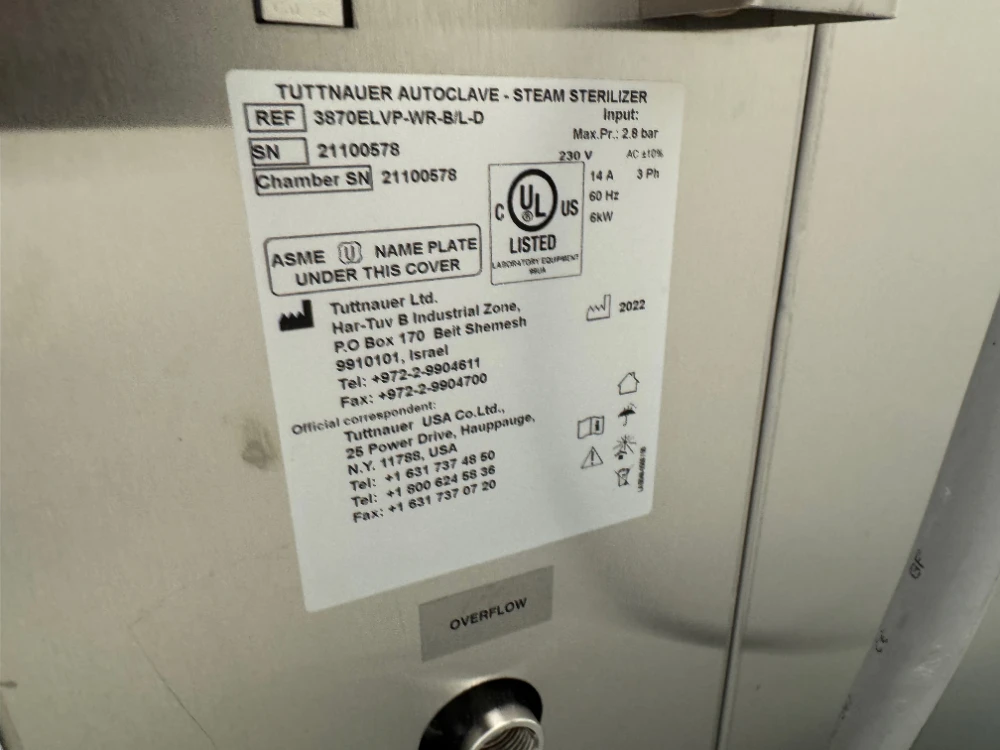 TUTTNAUER AUTOCLAVE - STEAM STERILIZER
REF 3870ELVP-WR-B/L-D
Input:
Max.Pr.: 2.8 bar
SN 21100578
230 V AC ±10%
Chamber SN 21100578
14 A 3 Ph
60 Hz
6kW
C UL ® US
LISTED
LABORATORY EQUIPMENT
ASME U NAME PLATE
UNDER THIS COVER
Tuttnauer Ltd.
Har-Tuv B Industrial Zone,
P.O Box 170 Beit Shemesh
9910101, Israel
Tel: +972-2-9904611
Fax: +972-2-9904700
2022
Official correspondent:
Tuttnauer USA Co.Ltd.,
25 Power Drive, Hauppauge,
N.Y. 11788, USA
Tel: +1 631 737 48 50
Tel: +1 800 624 58 36
Fax: +1 631 737 07 20
OVERFLOW